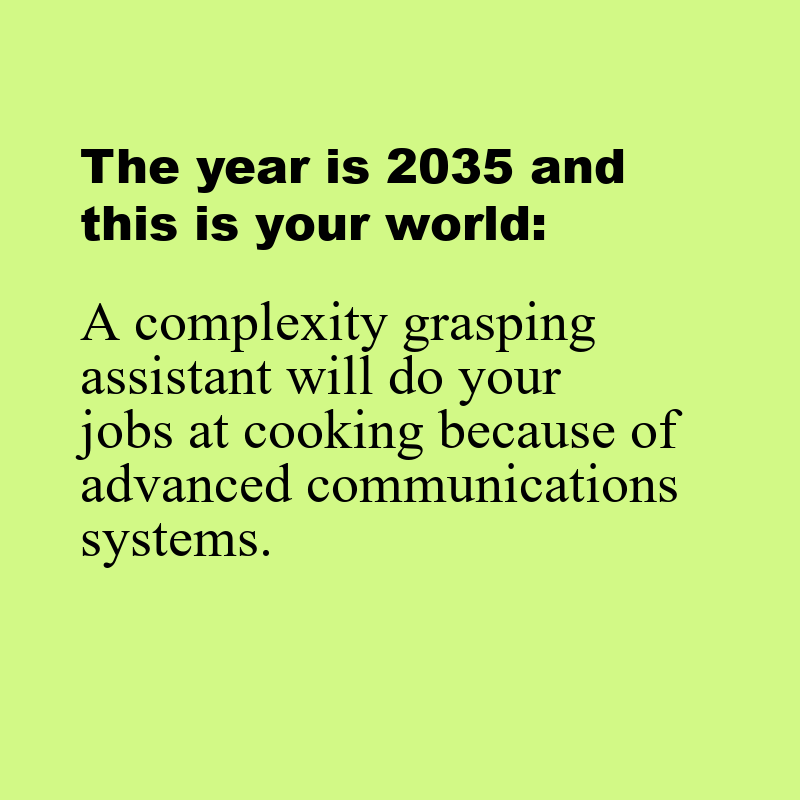 The year is 2035 and
this is your world:
A complexity grasping
assistant will do your
jobs at cooking because of
advanced communications
systems.